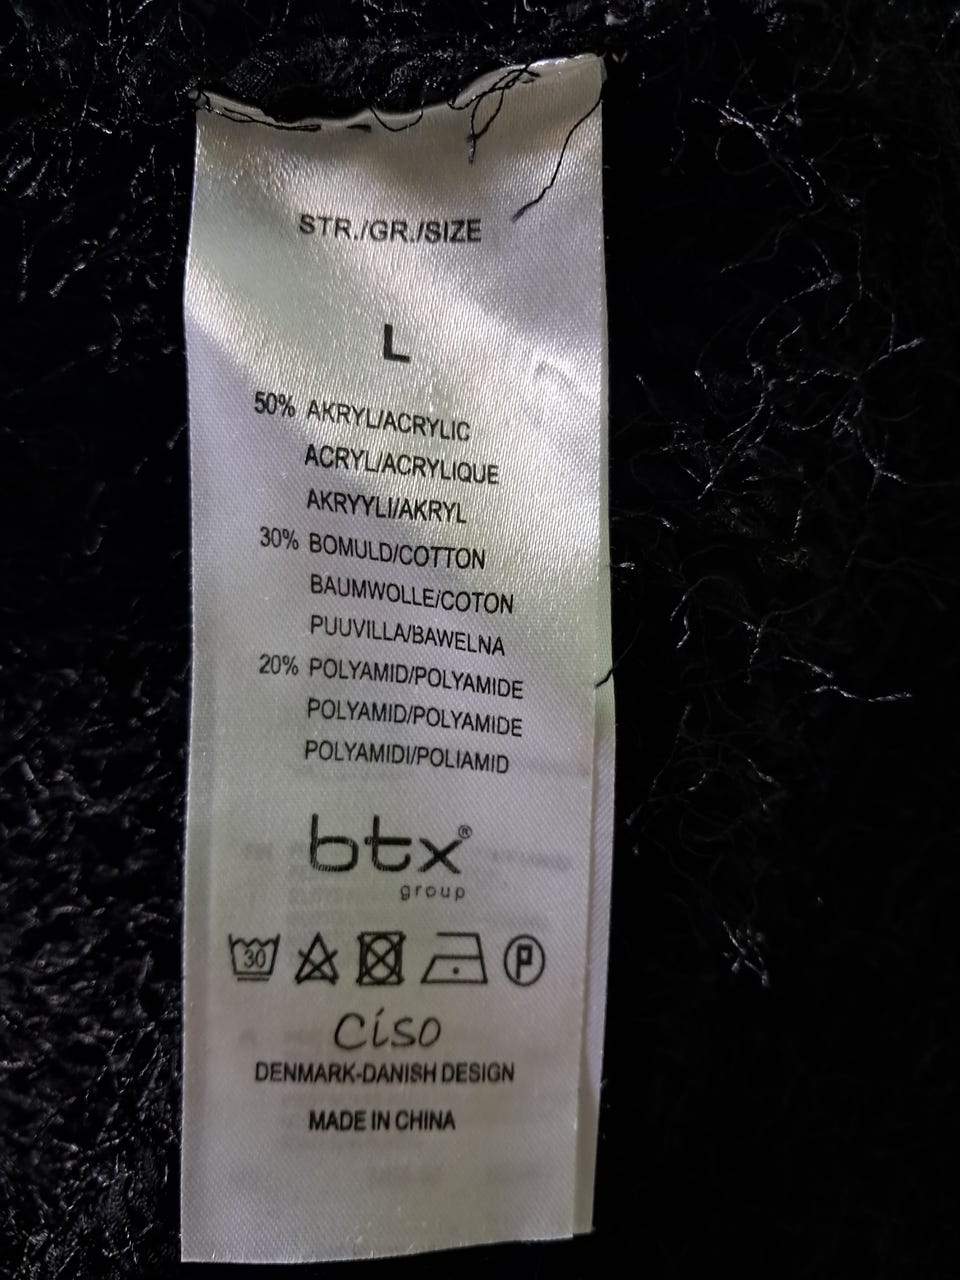 STR./GR./SIZE
L
50% AKRYL/ACRYLIC
ACRYL/ACRYLIQUE
AKRYYLI/AKRYL
30% BOMULD/COTTON
BAUMWOLLE/COTON
PUUVILLA/BAWELNA
20% POLYAMID/POLYAMIDE
POLYAMID/POLYAMIDE
POLYAMIDI/POLIAMID
btx®
group
30 P
Ciso
DENMARK-DANISH DESIGN
MADE IN CHINA